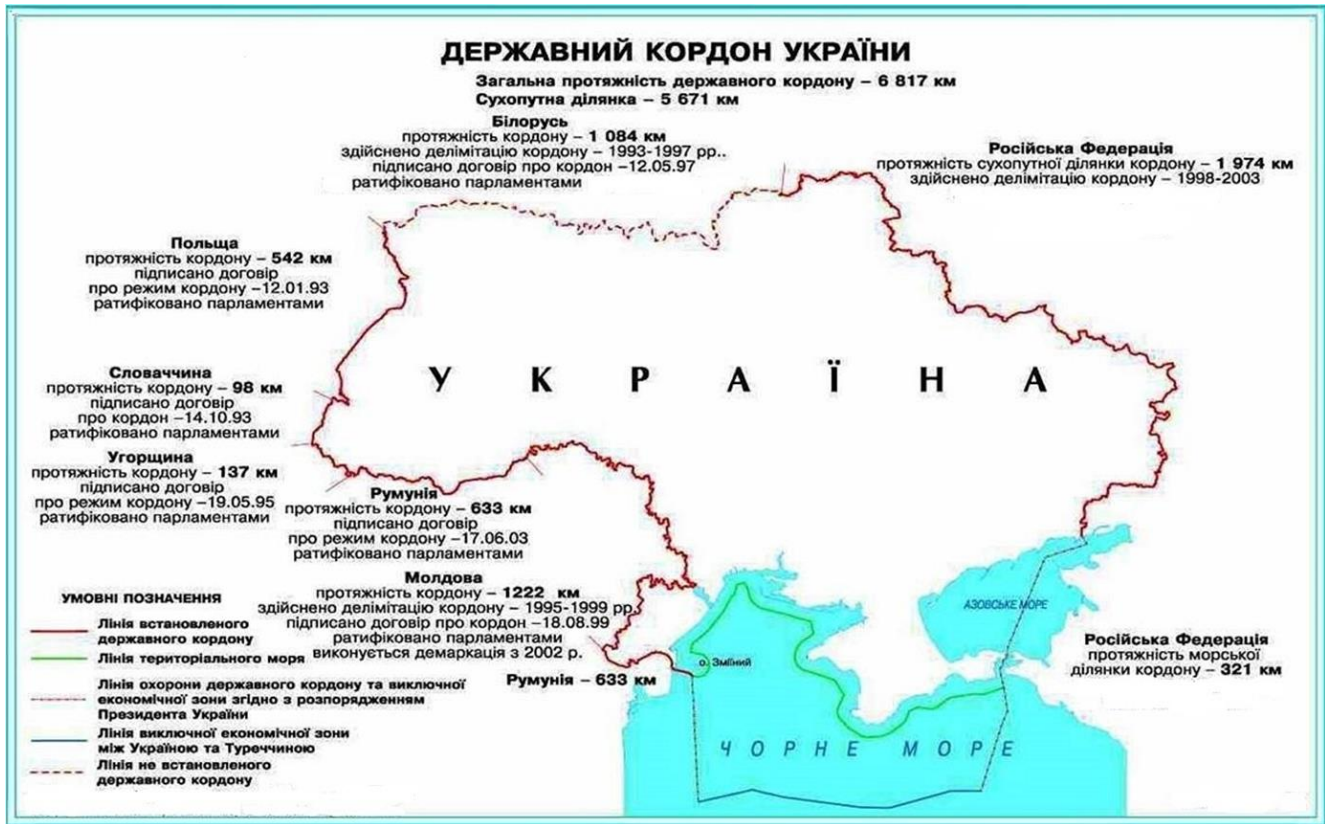 ДЕРЖАВНИЙ КОРДОН УКРАЇНИ
Загальна протяжність державного кордону – 6 817 км
Сухопутна ділянка – 5 671 км
Білорусь
протяжність кордону – 1 084 км
здійснено делімітацію кордону – 1993-1997 рр..
підписано договір про кордон –12.05.97
ратифіковано парламентами
Російська Федерація
протяжність сухопутної ділянки кордону – 1 974 км
здійснено делімітацію кордону – 1998-2003
Польща
протяжність кордону – 542 км
підписано договір
про режим кордону –12.01.93
ратифіковано парламентами
Словаччина
протяжність кордону – 98 км
підписано договір
про кордон –14.10.93
ратифіковано парламентами
У К Р А Ї Н А
Угорщина
протяжність кордону – 137 км
підписано договір
про режим кордону –19.05.95
ратифіковано парламентами
Румунія
протяжність кордону – 633 км
підписано договір
про режим кордону –17.06.03
ратифіковано парламентами
Молдова
протяжність кордону – 1222 км
здійснено делімітацію кордону – 1995-1999 рр.
підписано договір про кордон –18.08.99
ратифіковано парламентами
виконується демаркація з 2002 р.
Румунія – 633 км
о. Зміїний
АЗОВСЬКЕ МОРЕ
ЧОРНЕ МОРЕ
Російська Федерація
протяжність морської
ділянки кордону – 321 км
УМОВНІ ПОЗНАЧЕННЯ
Лінія встановленого
державного кордону
Лінія територіального моря
Лінія охорони державного кордону та виключної
економічної зони згідно з розпорядженням
Президента України
Лінія виключної економічної зони
між Україною та Туреччиною
Лінія не встановленого
державного кордону